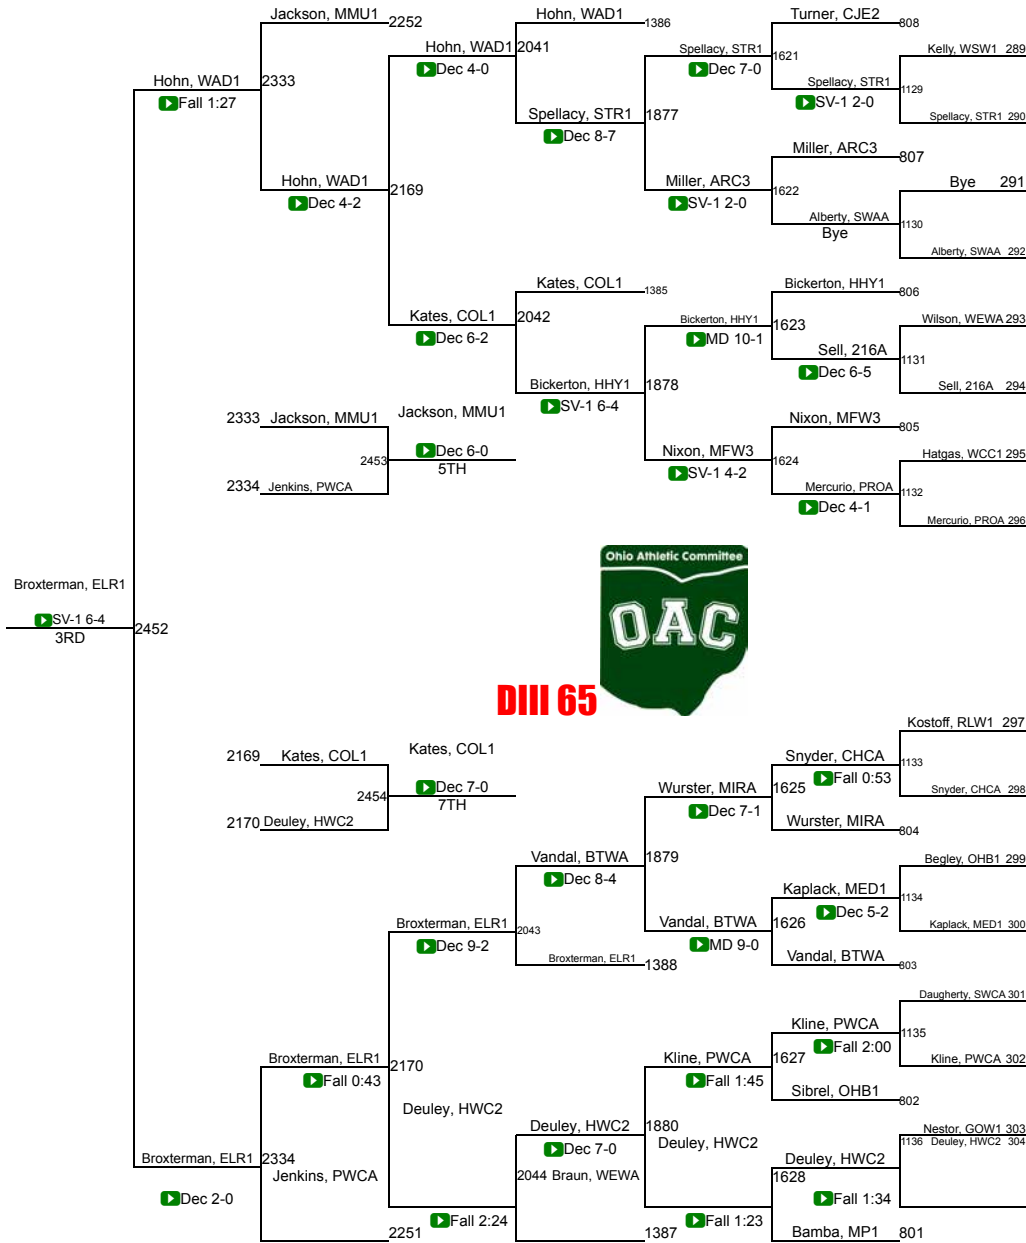 Jackson, MMU1 2252
Hohn, WAD1 1386
Turner, CJE2 808
Hohn, WAD1 2041
Dec 4-0
Spellacy, STR1 1621
Dec 7-0
Kelly, WSW1 289
Hohn, WAD1 2333
Fall 1:27
Spellacy, STR1 1129
SV-1 2-0
Spellacy, STR1 290
Spellacy, STR1 1877
Dec 8-7
Miller, ARC3 807
Hohn, WAD1 2169
Dec 4-2
Miller, ARC3 1622
SV-1 2-0
Bye 291
Alberty, SWAA 1130
Bye
Alberty, SWAA 292
Kates, COL1 1385
Bickerton, HHY1 806
Kates, COL1 2042
Dec 6-2
Bickerton, HHY1 1623
MD 10-1
Wilson, WEWA 293
Sell, 216A 1131
Dec 6-5
Sell, 216A 294
Bickerton, HHY1 1878
SV-1 6-4
2333 Jackson, MMU1
Jackson, MMU1
Nixon, MFW3 805
2453
Dec 6-0
5TH
Nixon, MFW3 1624
SV-1 4-2
Hatgas, WCC1 295
2334 Jenkins, PWCA
Mercurio, PROA 1132
Dec 4-1
Mercurio, PROA 296
Ohio Athletic Committee
OAC
Broxterman, ELR1
SV-1 6-4
3RD
2452
DIII 65
Kostoff, RLW1 297
2169 Kates, COL1
Kates, COL1
Snyder, CHCA 1133
Fall 0:53
2454
Dec 7-0
7TH
Wurster, MIRA 1625
Dec 7-1
Snyder, CHCA 298
2170 Deuley, HWC2
Wurster, MIRA 804
Vandal, BTWA 1879
Dec 8-4
Begley, OHB1 299
Kaplack, MED1 1134
Dec 5-2
Broxterman, ELR1 2043
Dec 9-2
Vandal, BTWA 1626
MD 9-0
Kaplack, MED1 300
Broxterman, ELR1 1388
Vandal, BTWA 803
Daugherty, SWCA 301
Kline, PWCA 1135
Fall 2:00
Broxterman, ELR1 2170
Fall 0:43
Kline, PWCA 1627
Fall 1:45
Kline, PWCA 302
Sibrel, OHB1 802
Deuley, HWC2
Deuley, HWC2 1880
Dec 7-0
Deuley, HWC2
Nestor, GOW1 303
1136 Deuley, HWC2 304
Broxterman, ELR1 2334
Dec 2-0
Jenkins, PWCA
2044 Braun, WEWA
Deuley, HWC2 1628
Fall 1:34
2251
Fall 2:24
1387
Fall 1:23
Bamba, MP1 801